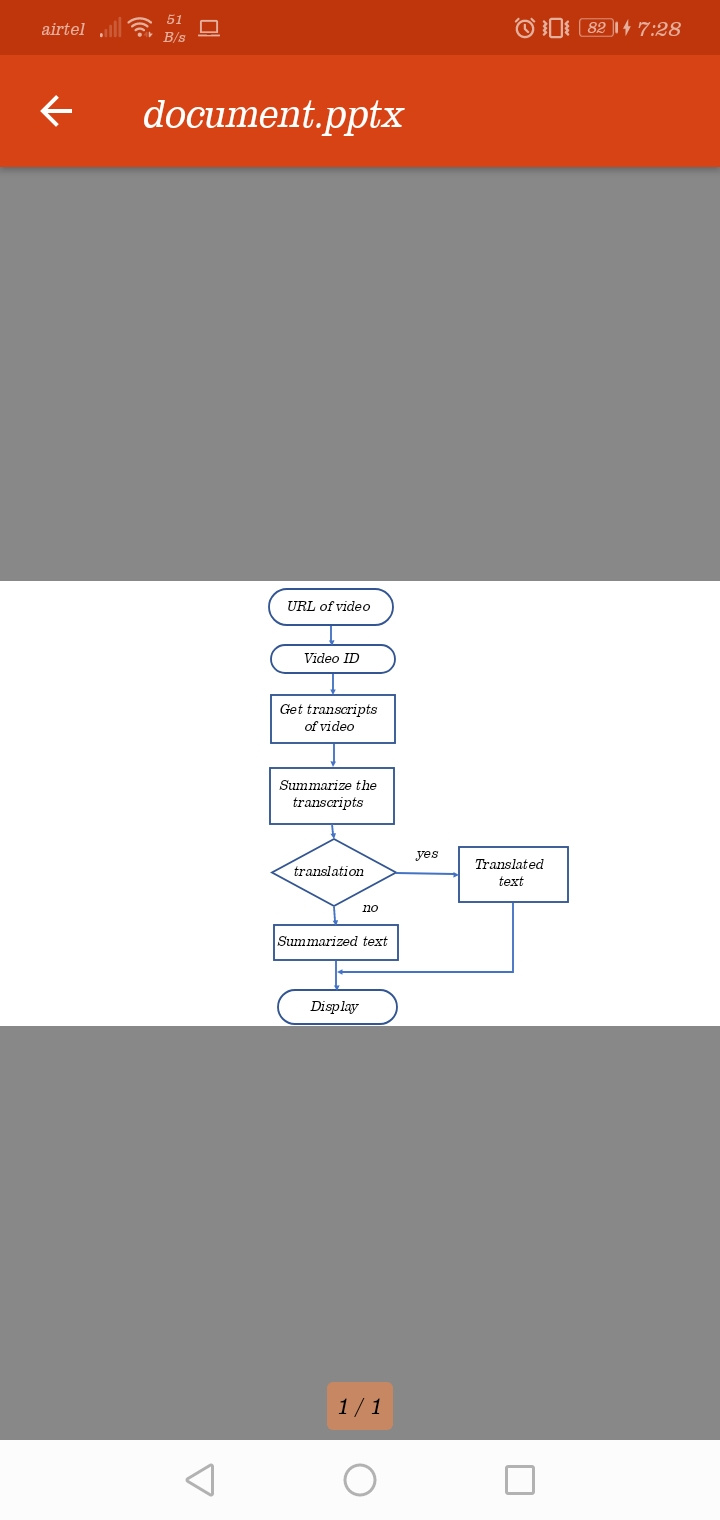 airtel 51 B/s 82 7:28
document.pptx
URL of video
Video ID
Get transcripts
of video
Summarize the
transcripts
translation
yes
Translated
text
no
Summarized text
Display
1 / 1